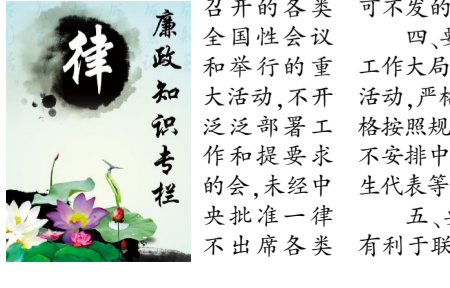 律
廉政知识专栏
召开的各类
全国性会议
和举行的重
大活动,不开
泛泛部署工
作和提要求
的会,未经中
央批准一律
不出席各类
可不发的
四、要
工作大局
活动,严格
格按照规
不安排中
生代表等
五、要
有利于联